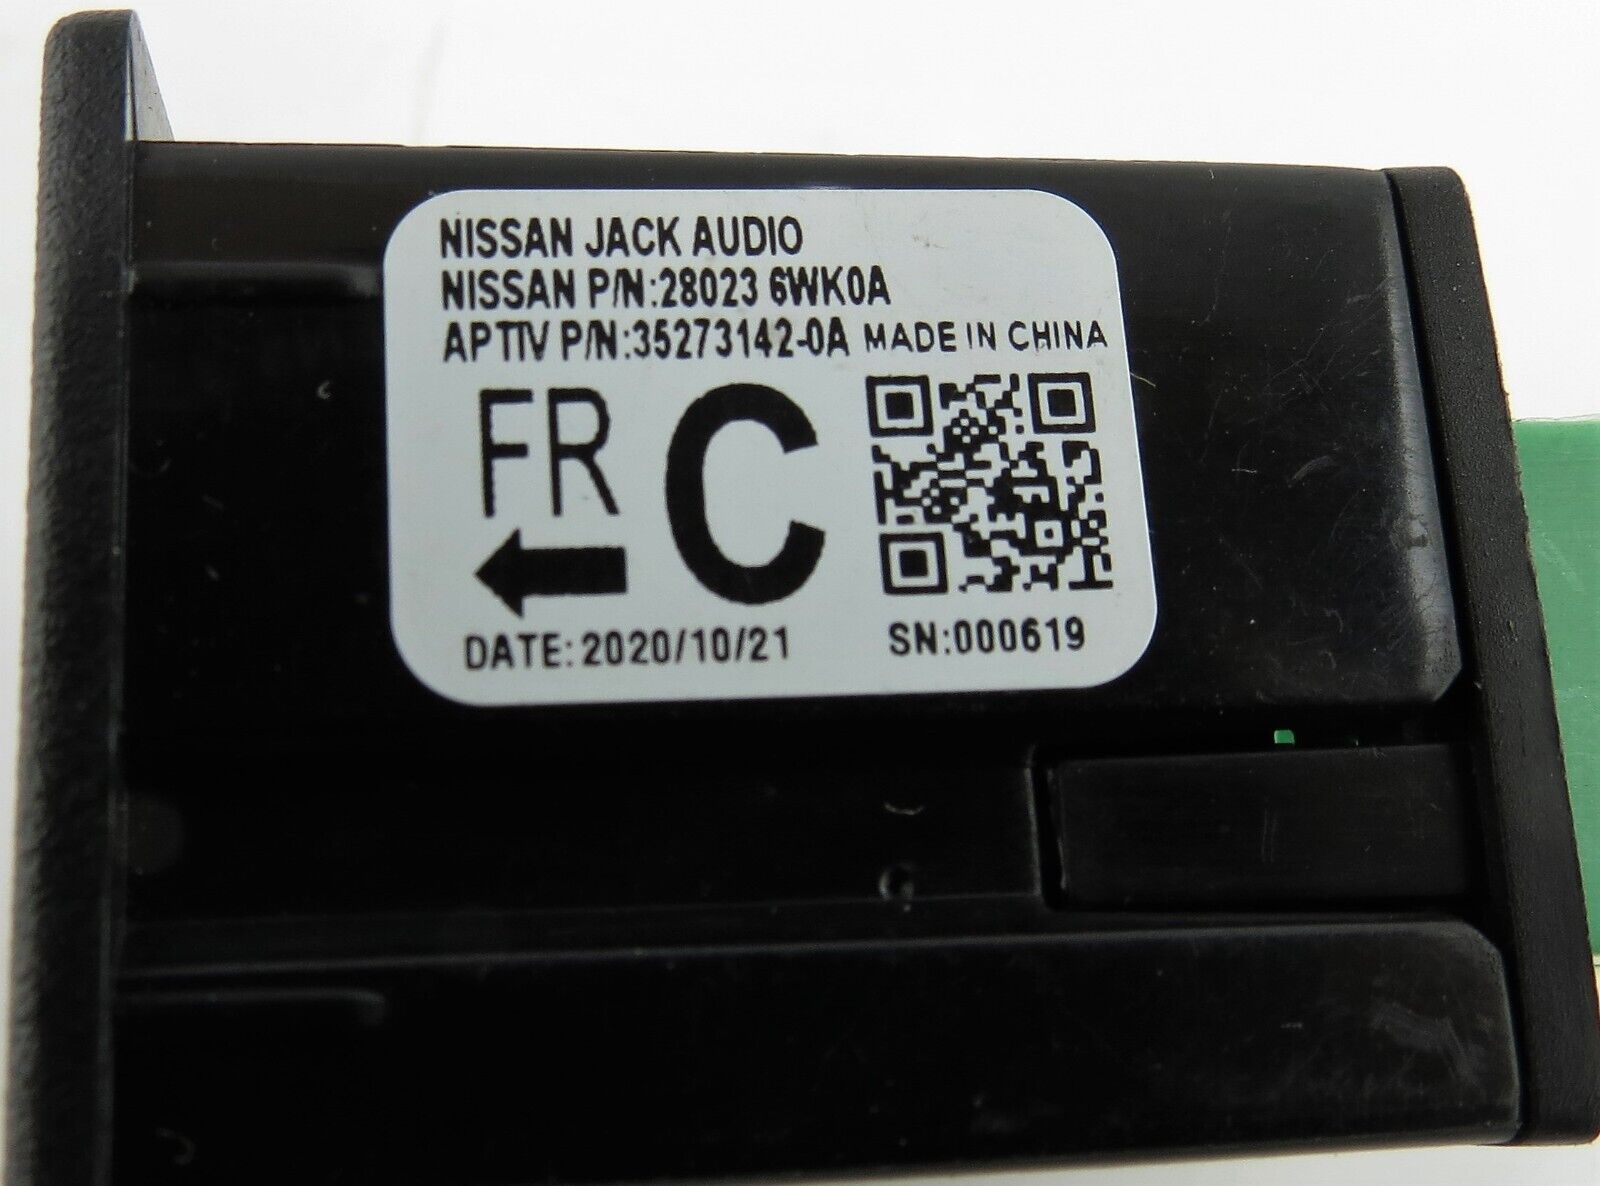 NISSAN JACK AUDIO
NISSAN P/N:28023 6WK0A
APTIV P/N:35273142-0A MADE IN CHINA
FR C
DATE: 2020/10/21 SN:000619